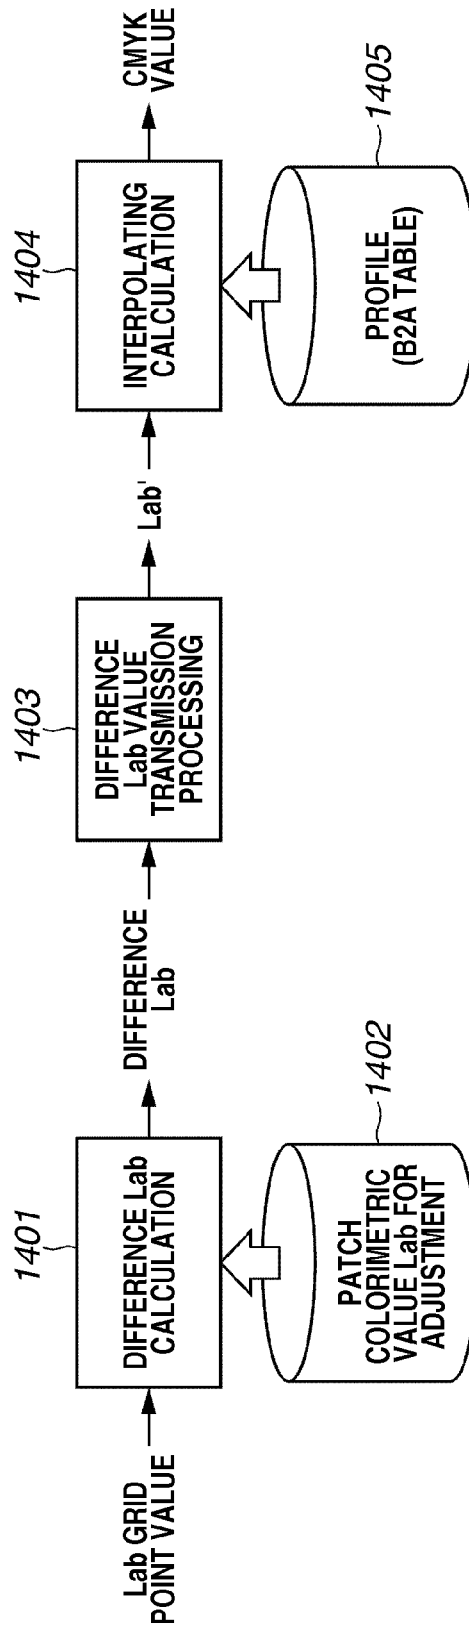 Lab GRID
POINT VALUE
1401
DIFFERENCE Lab
CALCULATION
PATCH
COLORIMETRIC
VALUE Lab FOR
ADJUSTMENT
1402
DIFFERENCE
Lab
1403
DIFFERENCE
Lab VALUE
TRANSMISSION
PROCESSING
Lab'
1404
INTERPOLATING
CALCULATION
PROFILE
(B2A TABLE)
1405
CMYK
VALUE